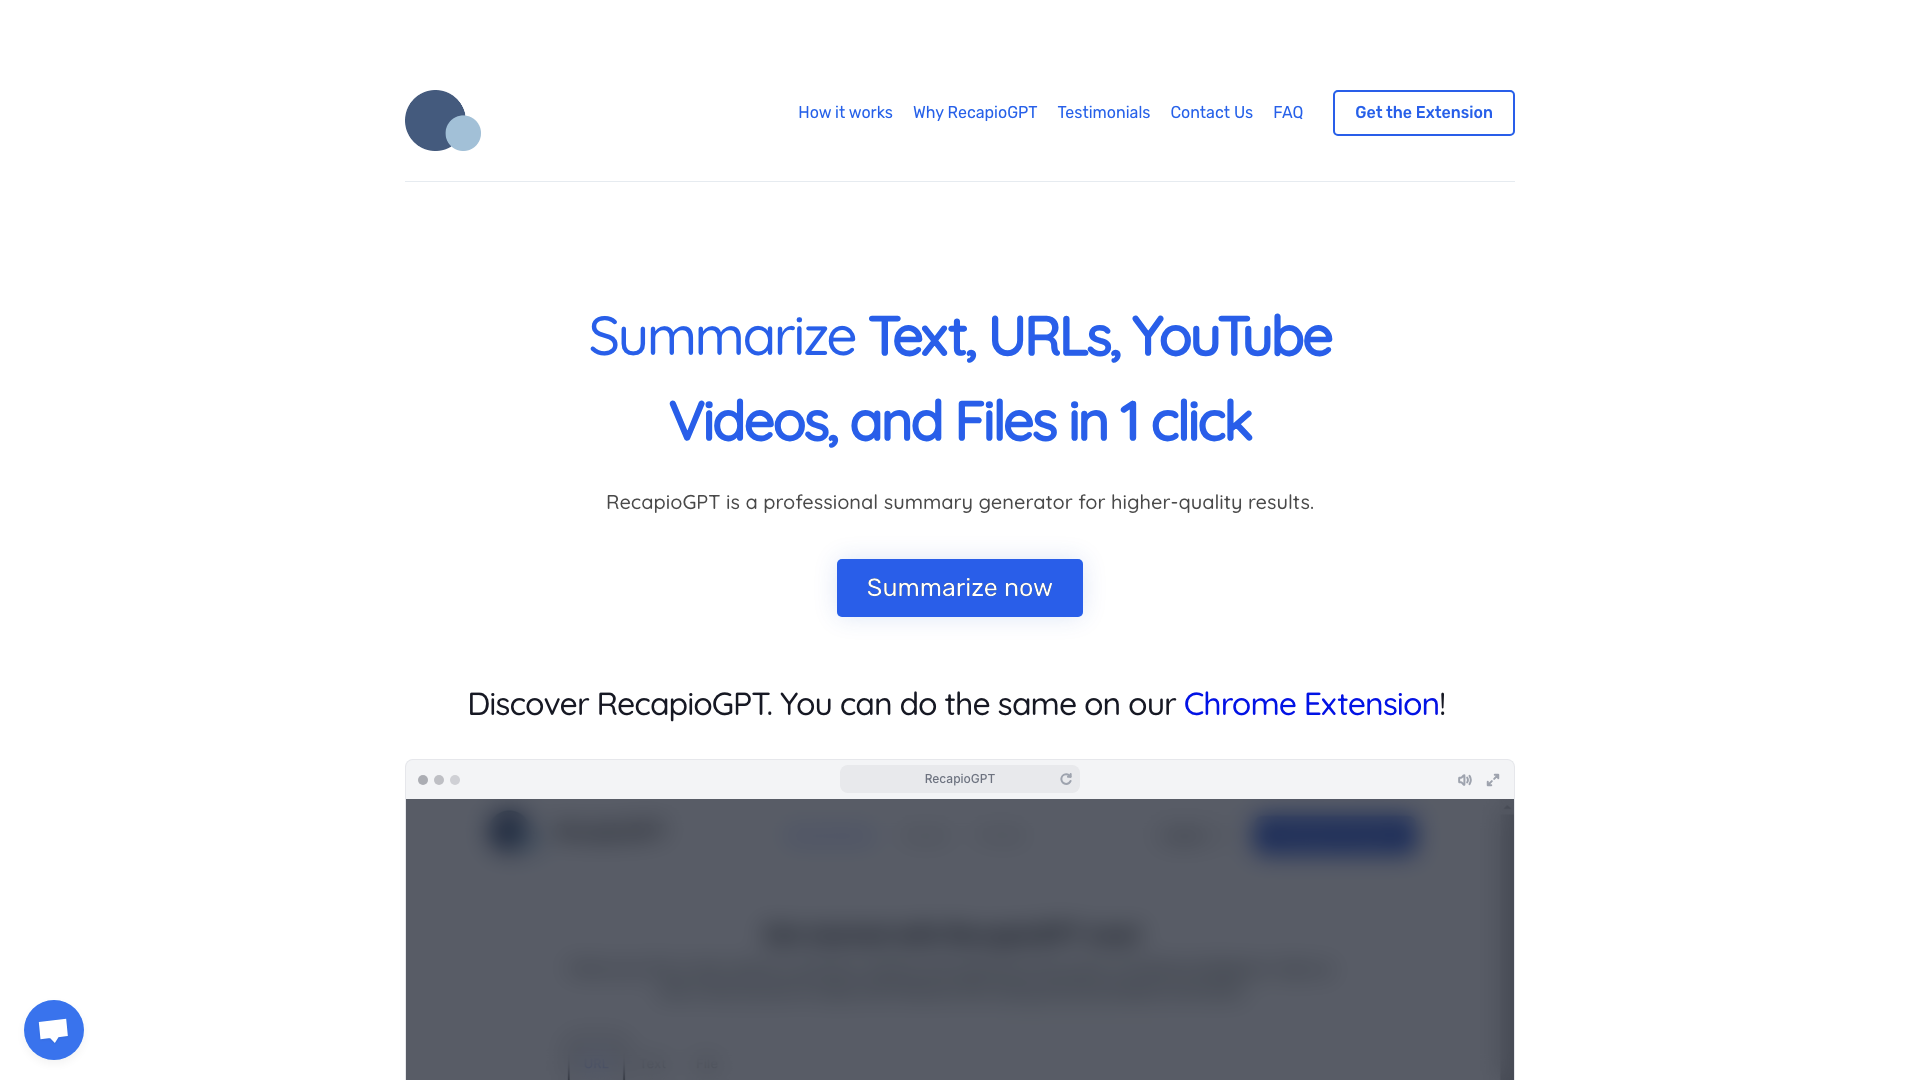 How it works Why RecapioGPT Testimonials Contact Us FAQ Get the Extension
Summarize Text, URLs, YouTube
Videos, and Files in 1 click
RecapioGPT is a professional summary generator for higher-quality results.
Summarize now
Discover RecapioGPT. You can do the same on our Chrome Extension!
RecapioGPT